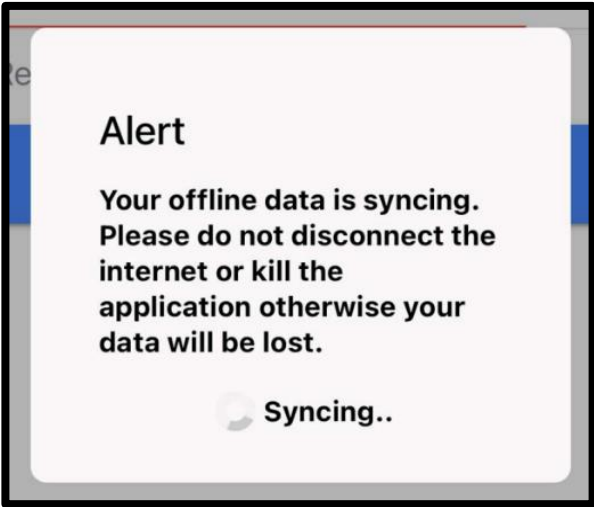 Re
Alert
Your offline data is syncing.
Please do not disconnect the
internet or kill the
application otherwise your
data will be lost.
Syncing..